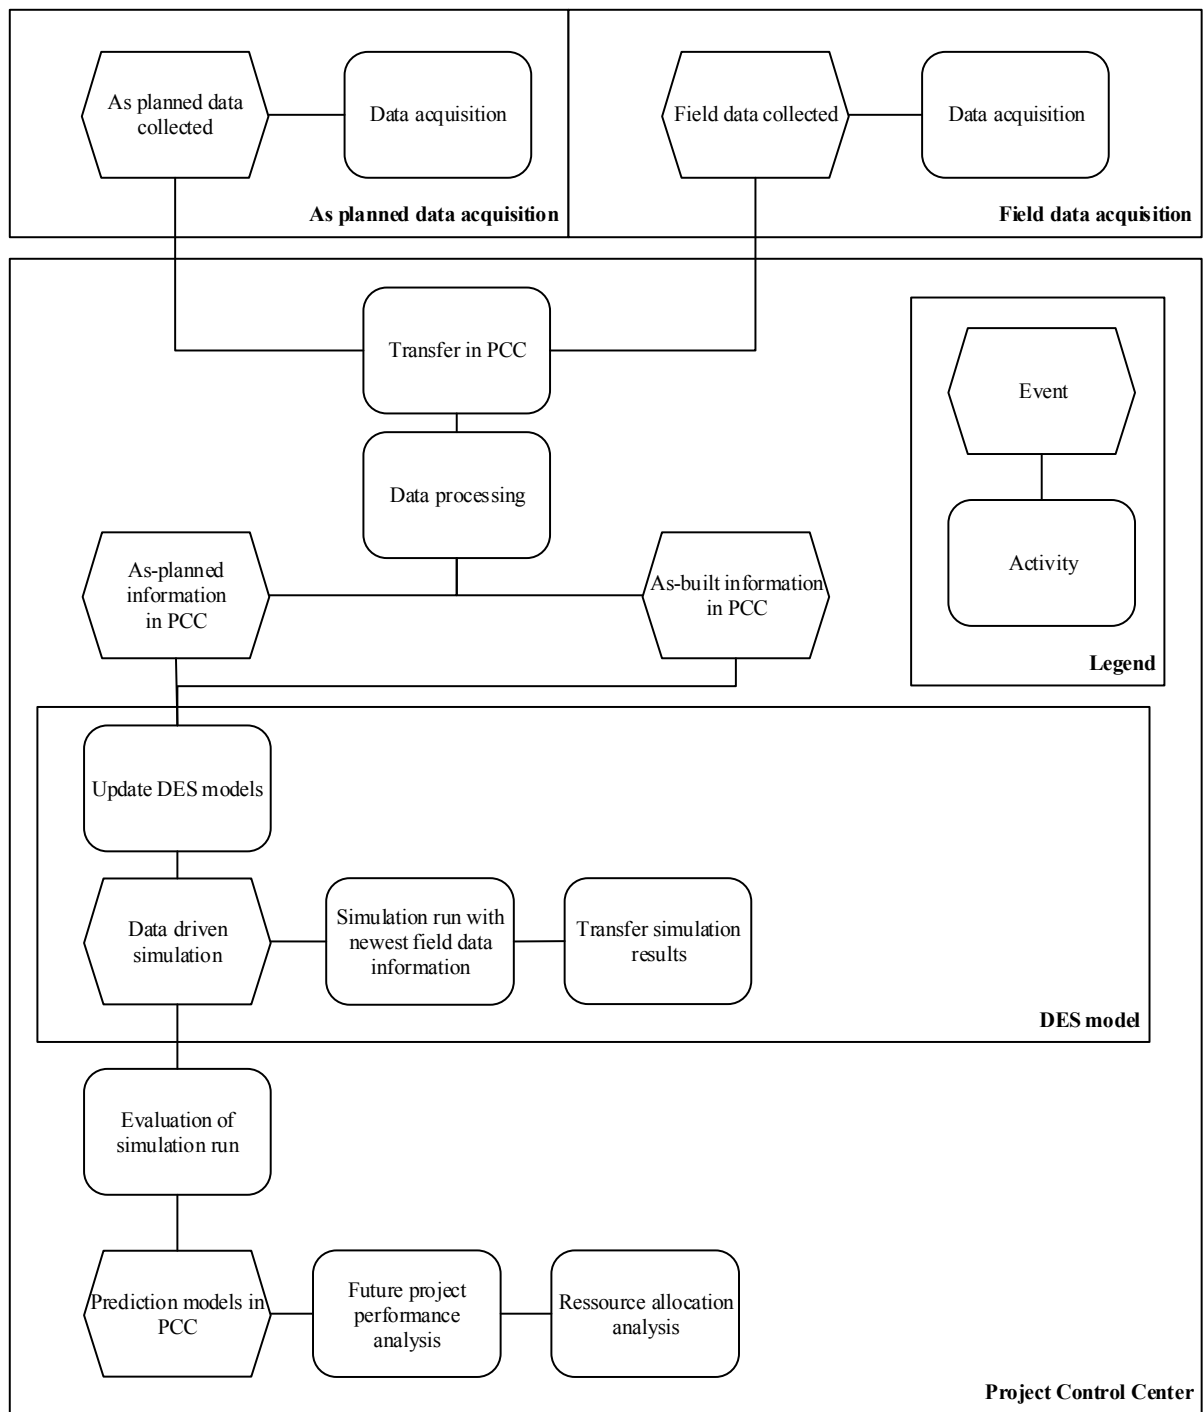 As planned data
collected
Data acquisition
As planned data acquisition
Field data collected
Data acquisition
Field data acquisition
Transfer in PCC
Data processing
As-planned
information
in PCC
As-built information
in PCC
Event
Activity
Legend
Update DES models
Data driven
simulation
Simulation run with
newest field data
information
Transfer simulation
results
DES model
Evaluation of
simulation run
Prediction models in
PCC
Future project
performance
analysis
Ressource allocation
analysis
Project Control Center